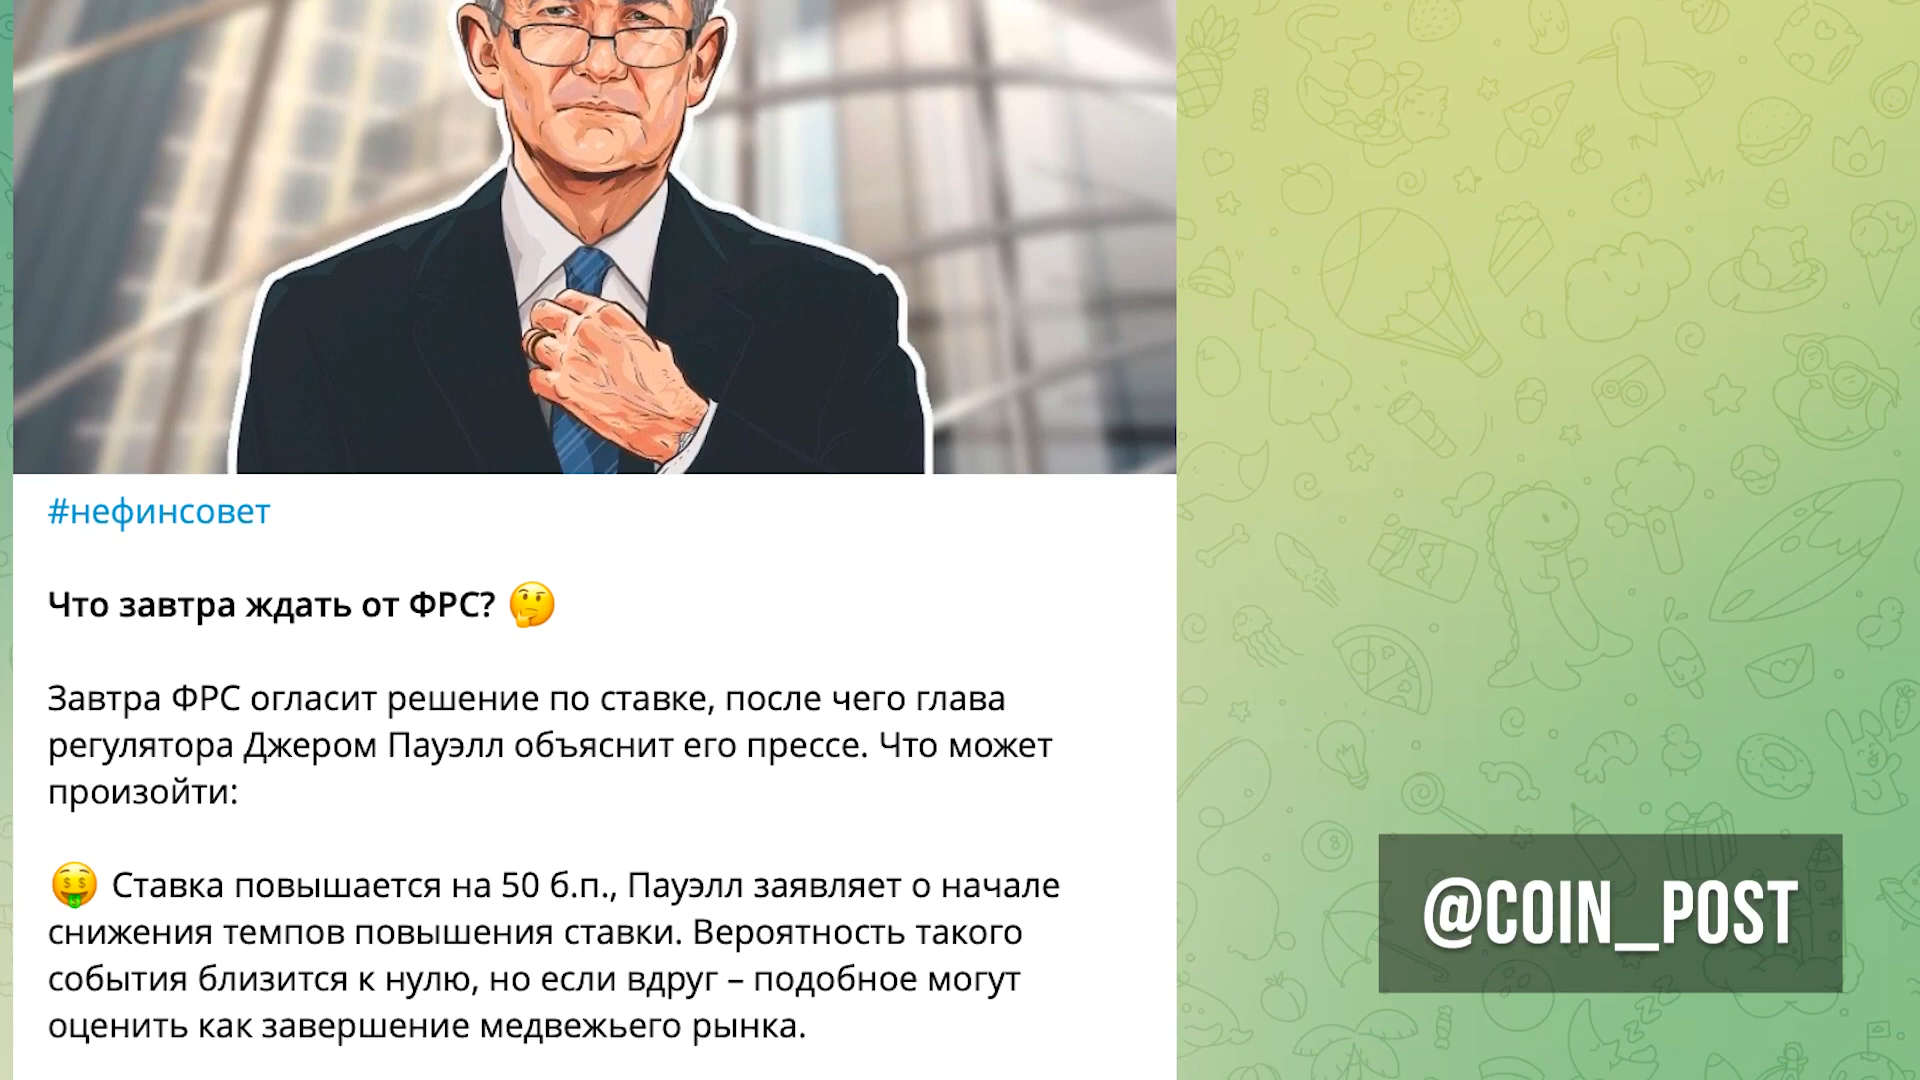 #нефинсовет
Что завтра ждать от ФРС? 🤔
Завтра ФРС огласит решение по ставке, после чего глава
регулятора Джером Пауэлл объяснит его прессе. Что может
произойти:
🤑 Ставка повышается на 50 б.п., Пауэлл заявляет о начале
снижения темпов повышения ставки. Вероятность такого
события близится к нулю, но если вдруг – подобное могут
оценить как завершение медвежьего рынка.
@COIN_POST